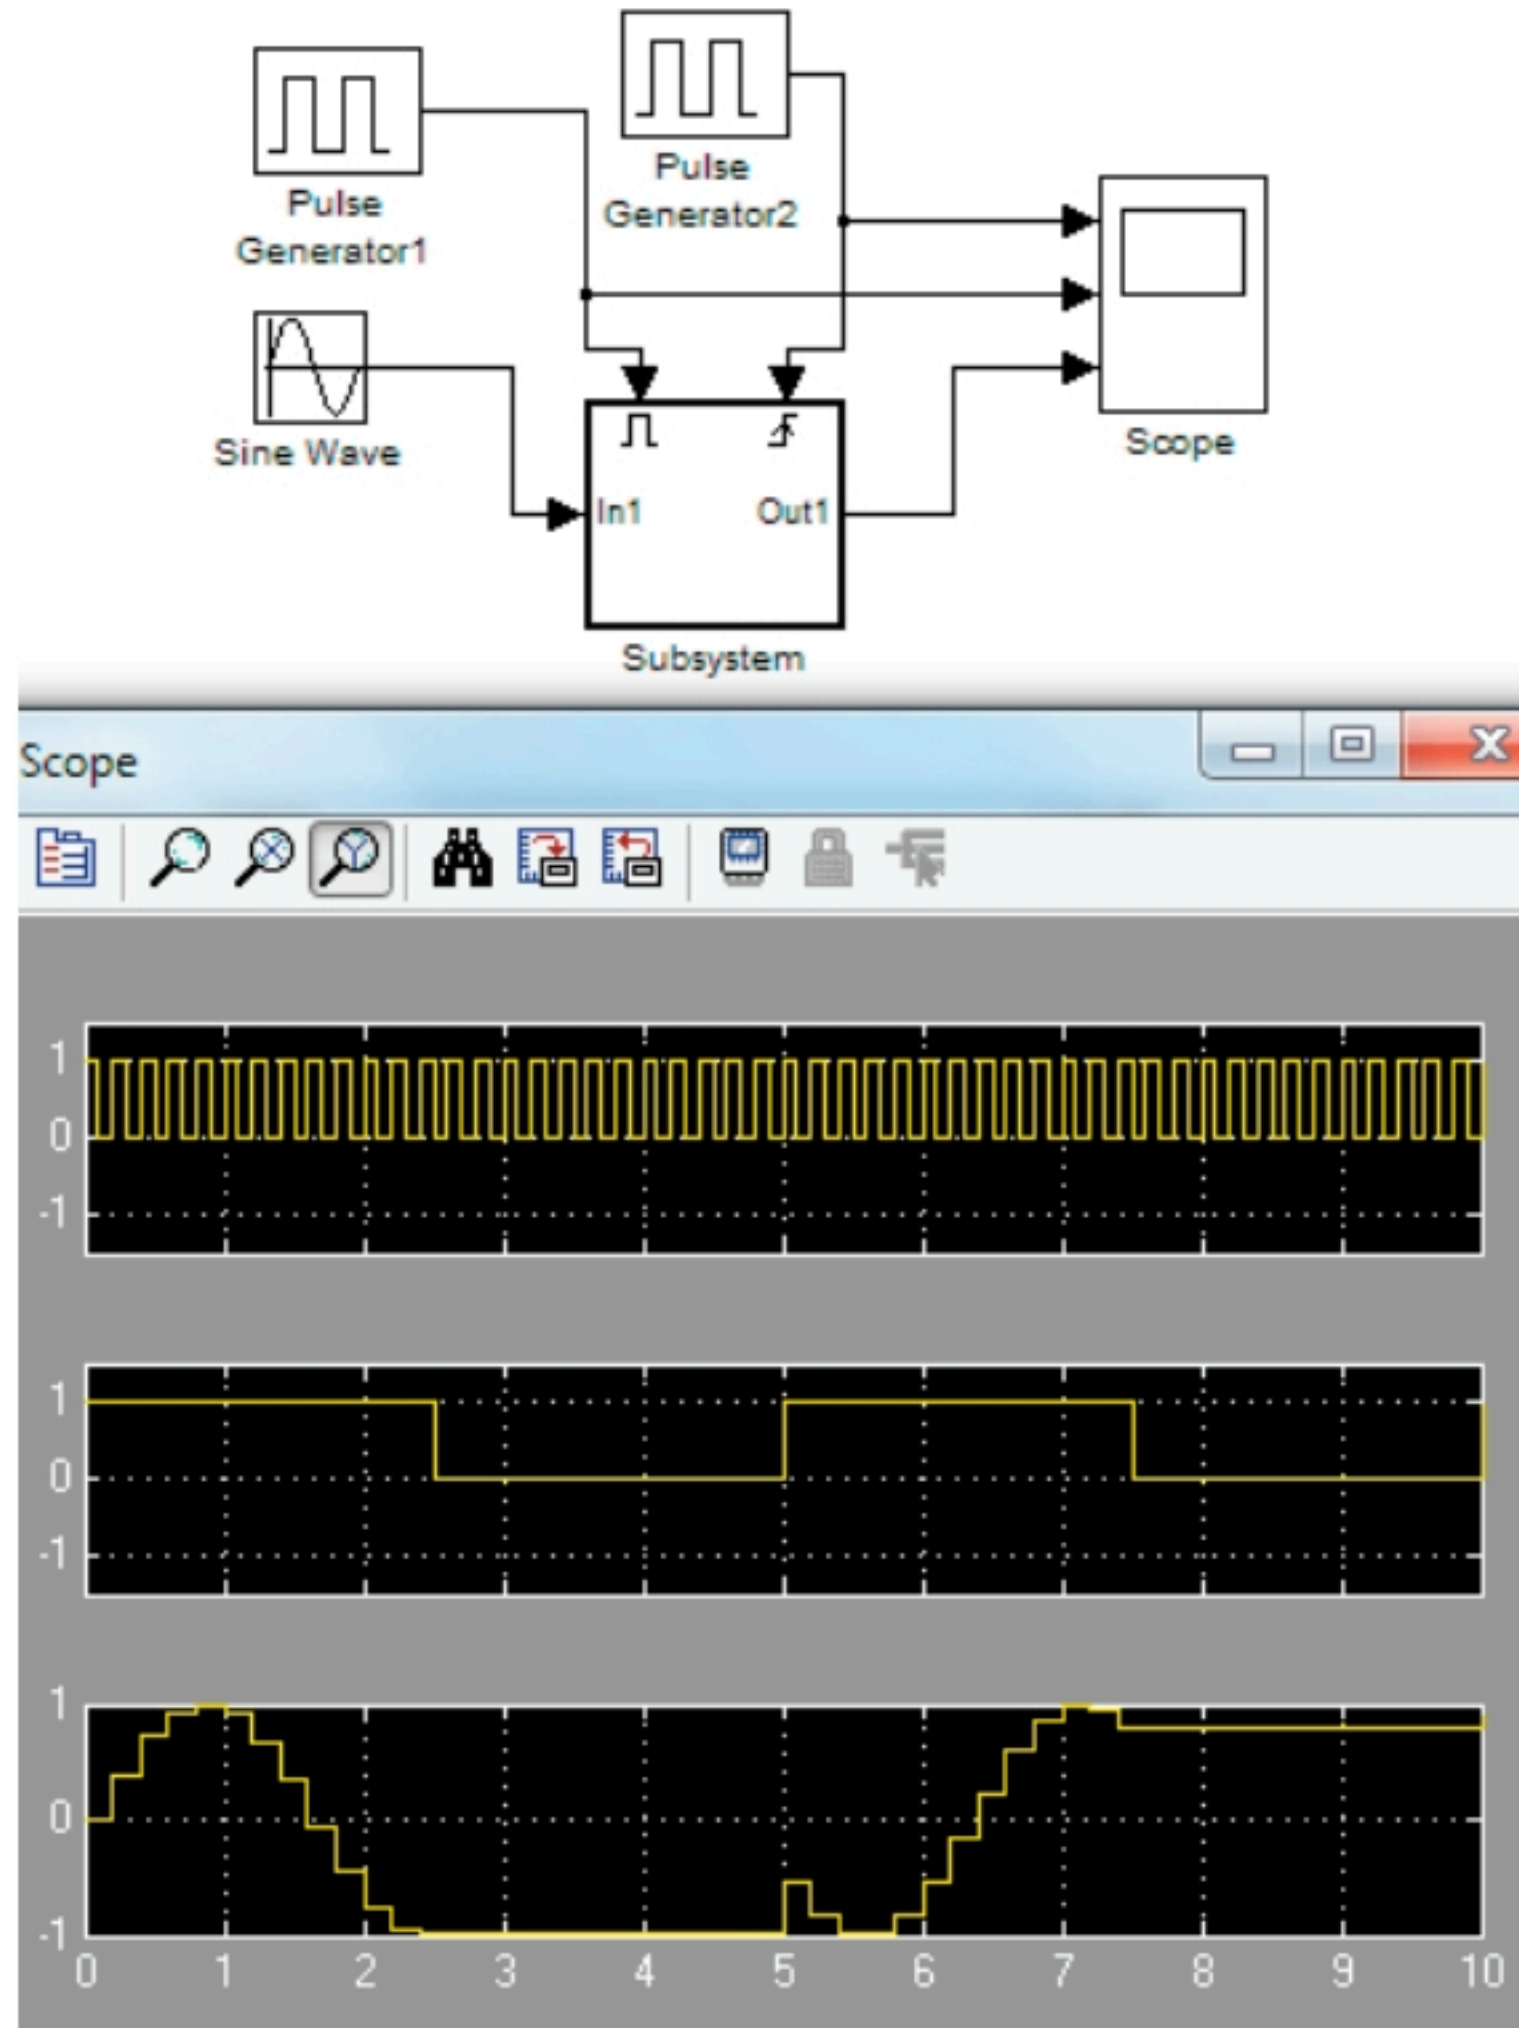 Pulse
Generator1
Pulse
Generator2
Sine Wave
In1
Out1
Subsystem
Scope
Scope
1
0
-1
1
0
-1
1
0
-1
0 1 2 3 4 5 6 7 8 9 10